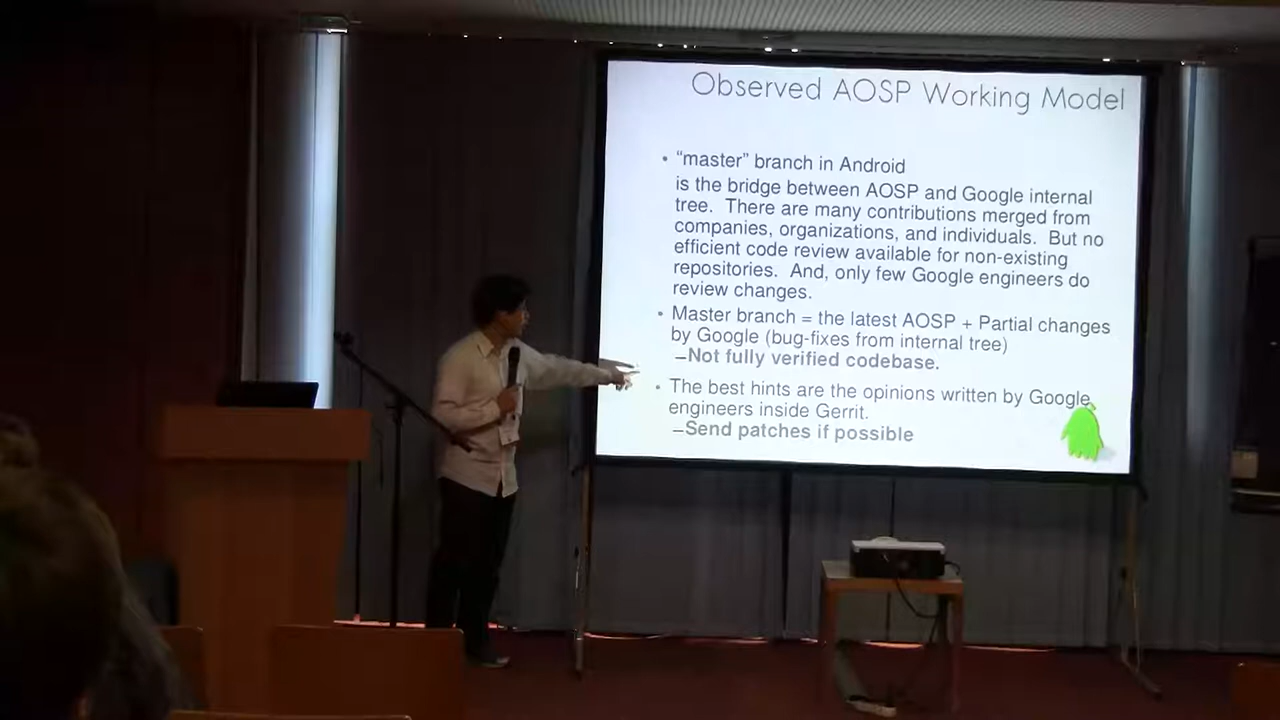 Observed AOSP Working Model
• “master” branch in Android
is the bridge between AOSP and Google internal
tree. There are many contributions merged from
companies, organizations, and individuals. But no
efficient code review available for non-existing
repositories. And, only few Google engineers do
review changes.
• Master branch = the latest AOSP + Partial changes
by Google (bug-fixes from internal tree)
–Not fully verified codebase.
• The best hints are the opinions written by Google
engineers inside Gerrit.
–Send patches if possible